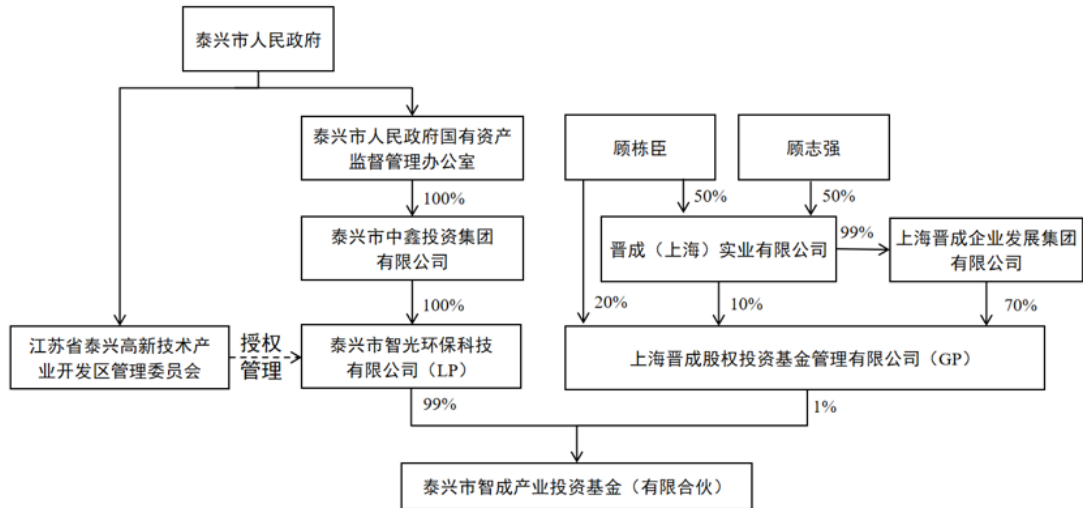 泰兴市人民政府
泰兴市人民政府国有资产
监督管理办公室
顾栋臣
顾志强
100%
50%
50%
泰兴市中鑫投资集团
有限公司
晋成（上海）实业有限公司
99%
上海晋成企业发展集团
有限公司
100%
20%
10%
70%
江苏省泰兴高新技术产
业开发区管理委员会
授权
管理
泰兴市智光环保科技
有限公司（LP）
上海晋成股权投资基金管理有限公司（GP）
99%
1%
泰兴市智成产业投资基金（有限合伙）